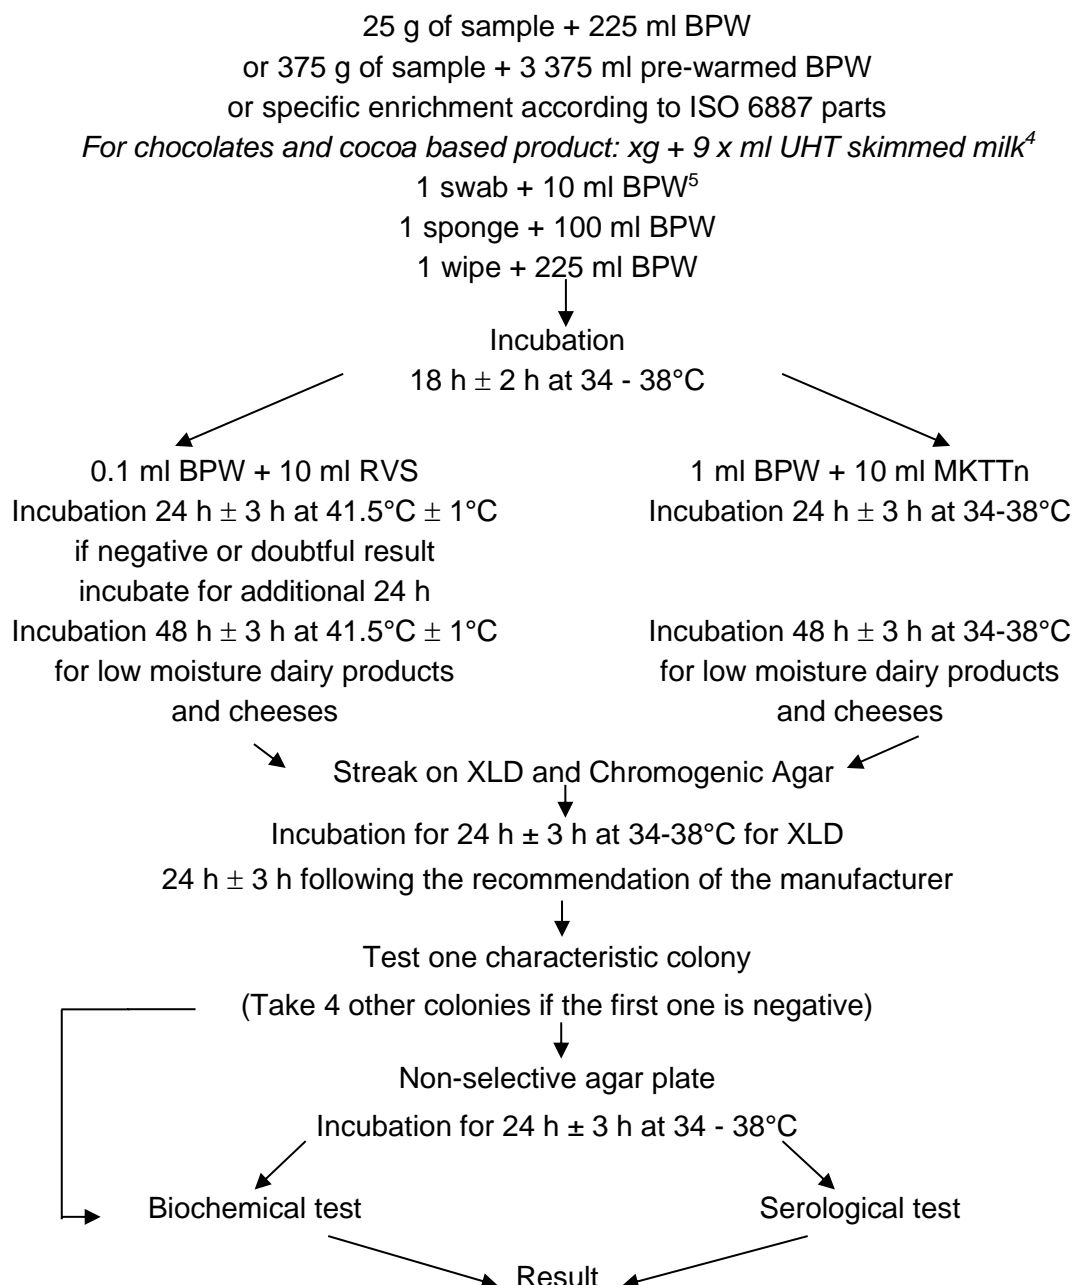 25 g of sample + 225 ml BPW
or 375 g of sample + 3 375 ml pre-warmed BPW
or specific enrichment according to ISO 6887 parts
For chocolates and cocoa based product: xg + 9 x ml UHT skimmed milk⁴
1 swab + 10 ml BPW⁵
1 sponge + 100 ml BPW
1 wipe + 225 ml BPW
Incubation
18 h ± 2 h at 34 - 38°C
0.1 ml BPW + 10 ml RVS
Incubation 24 h ± 3 h at 41.5°C ± 1°C
if negative or doubtful result
incubate for additional 24 h
Incubation 48 h ± 3 h at 41.5°C ± 1°C
for low moisture dairy products
and cheeses
1 ml BPW + 10 ml MKTTn
Incubation 24 h ± 3 h at 34-38°C
Incubation 48 h ± 3 h at 34-38°C
for low moisture dairy products
and cheeses
Streak on XLD and Chromogenic Agar
Incubation for 24 h ± 3 h at 34-38°C for XLD
24 h ± 3 h following the recommendation of the manufacturer
Test one characteristic colony
(Take 4 other colonies if the first one is negative)
Non-selective agar plate
Incubation for 24 h ± 3 h at 34 - 38°C
Biochemical test
Serological test
Result